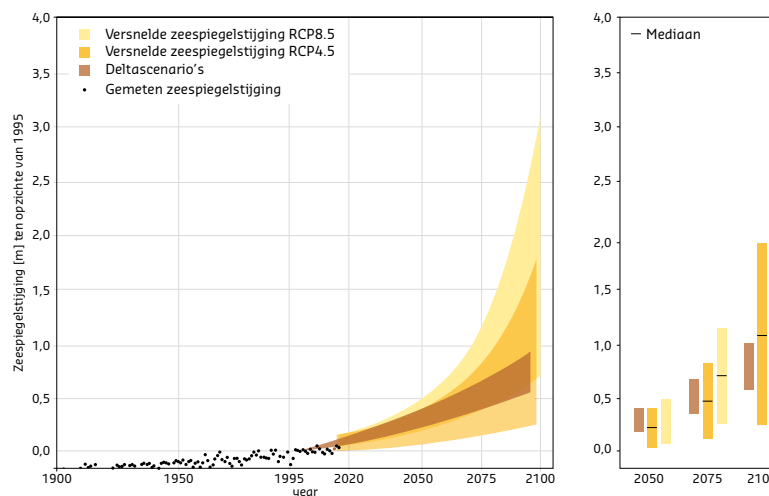 4,0
3,5
3,0
2,5
2,0
1,5
1,0
0,5
0,0
Zeespiegelstijging [m] ten opzichte van 1995
Versnelde zeespiegelstijging RCP8.5
Versnelde zeespiegelstijging RCP4.5
Deltascenario's
Gemeten zeespiegelstijging
1900 1950 1995 2020 2050 2075 2100
year
4,0
3,5
3,0
2,5
2,0
1,5
1,0
0,5
0,0
Mediaan
2050 2075 210